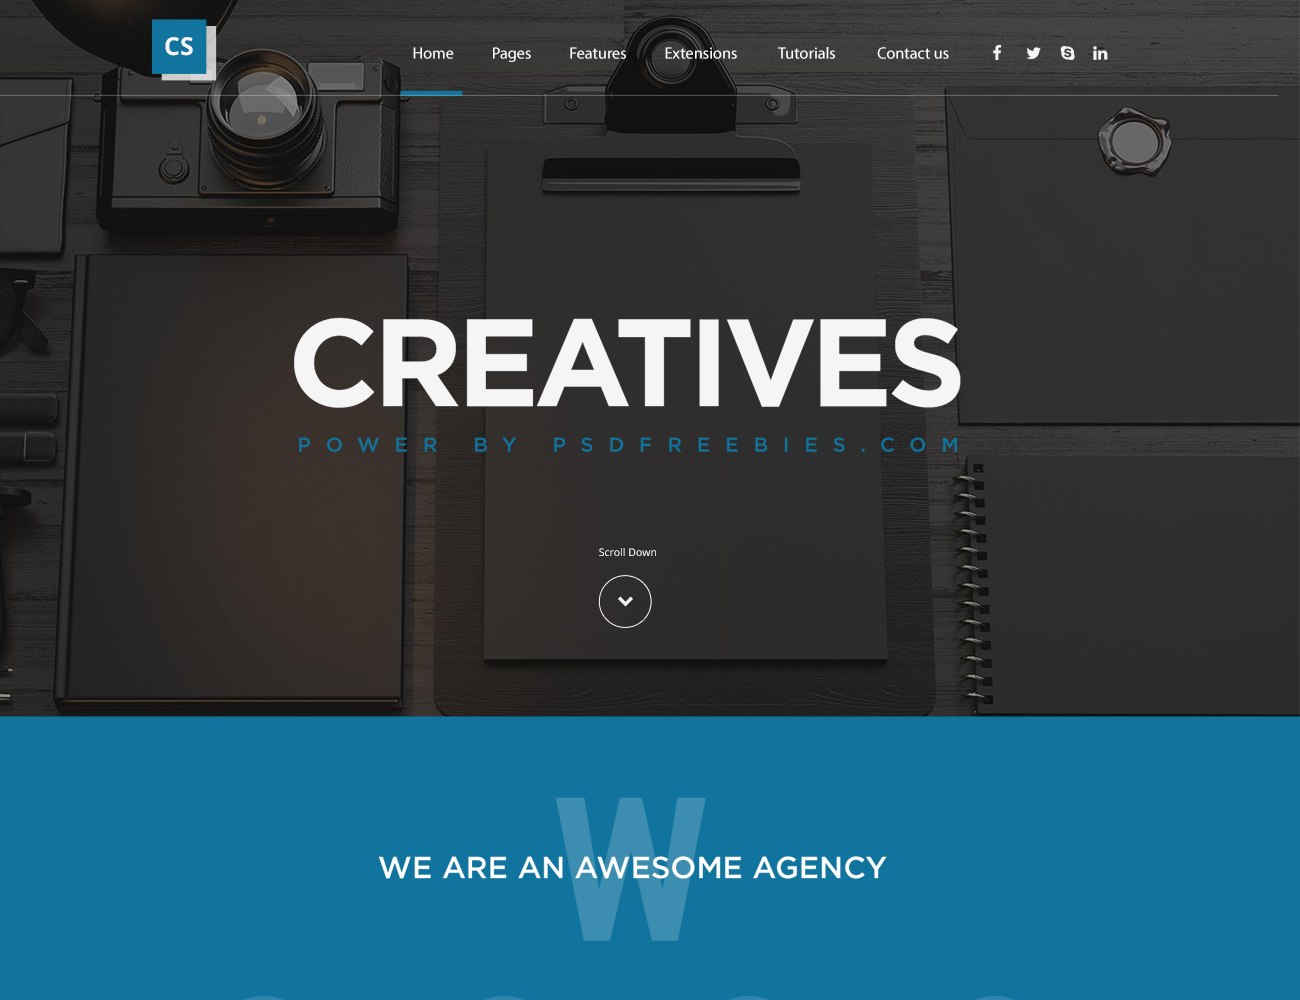 CS
Home Pages Features Extensions Tutorials Contact us
CREATIVES
POWER BY PSDFREEBIES.COM
Scroll Down
W
WE ARE AN AWESOME AGENCY